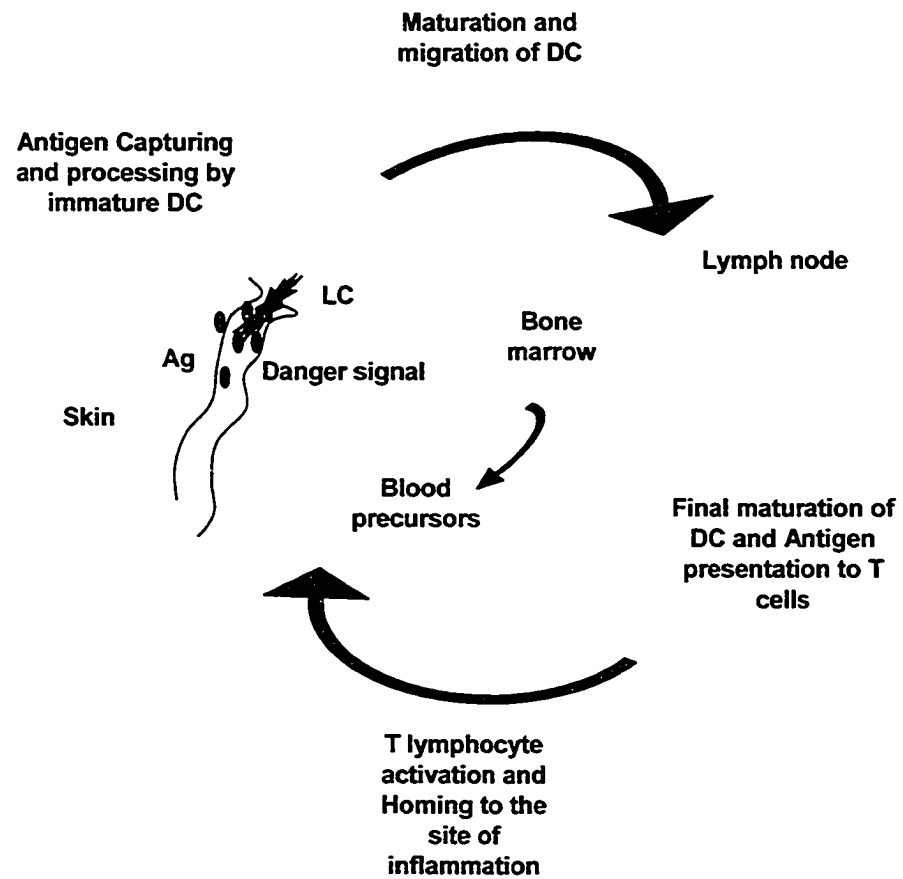 Maturation and
migration of DC
Antigen Capturing
and processing by
immature DC
Lymph node
LC
Bone
marrow
Ag
Danger signal
Skin
Blood
precursors
Final maturation of
DC and Antigen
presentation to T
cells
T lymphocyte
activation and
Homing to the
site of
inflammation